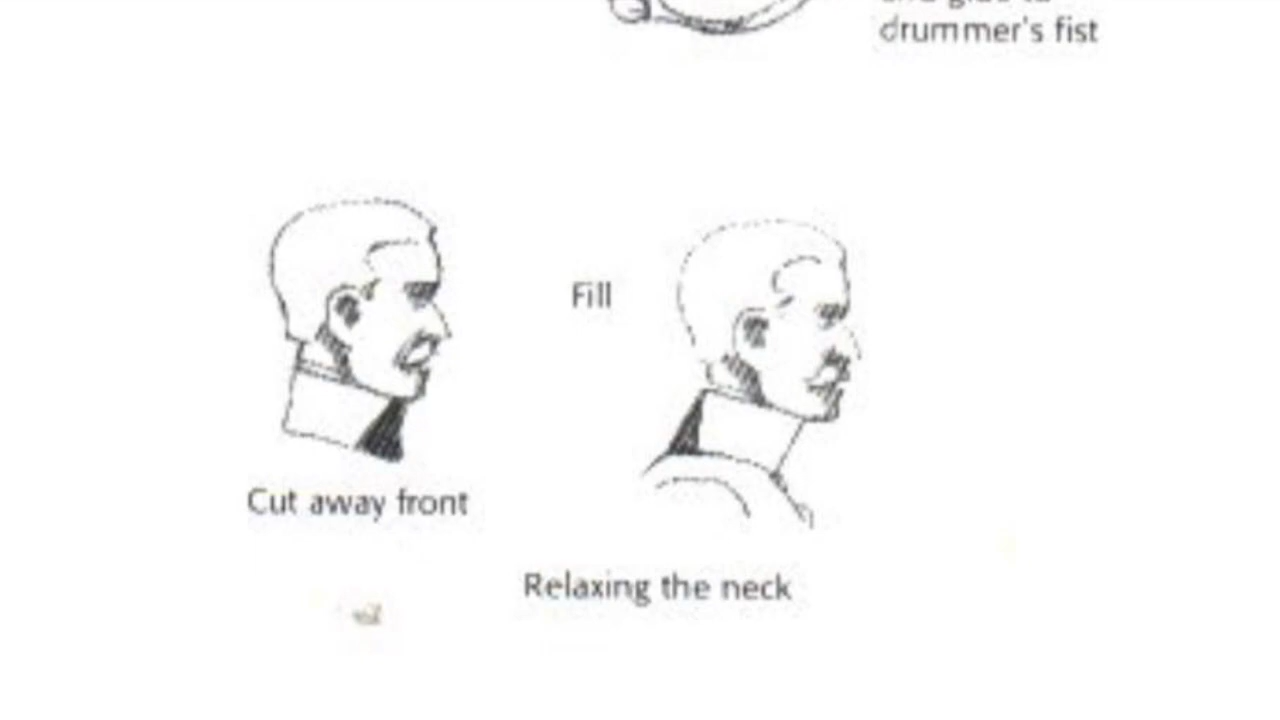 drummer's fist
Fill
Cut away front
Relaxing the neck